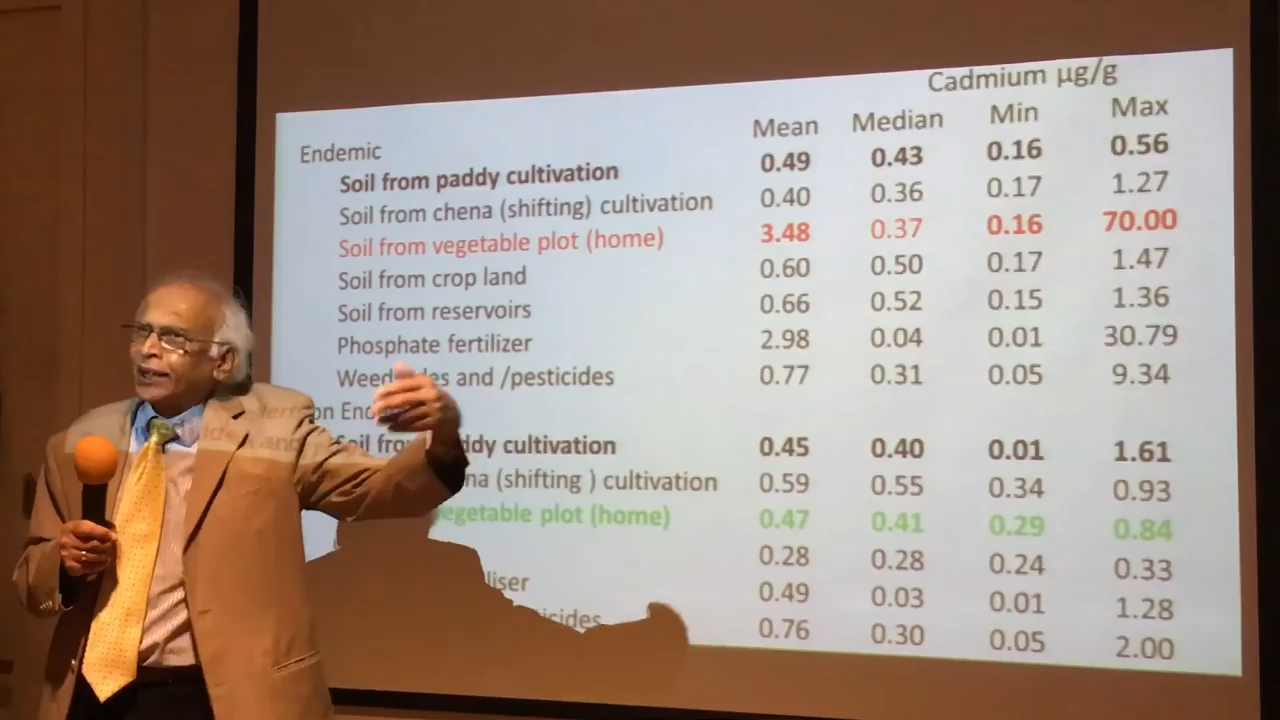 Cadmium µg/g
Mean Median Min Max
Endemic
Soil from paddy cultivation 0.49 0.43 0.16 0.56
Soil from chena (shifting) cultivation 0.40 0.36 0.17 1.27
Soil from vegetable plot (home) 3.48 0.37 0.16 70.00
Soil from crop land 0.60 0.50 0.17 1.47
Soil from reservoirs 0.66 0.52 0.15 1.36
Phosphate fertilizer 2.98 0.04 0.01 30.79
and /pesticides 0.77 0.31 0.05 9.34
Soil from paddy cultivation 0.45 0.40 0.01 1.61
(shifting ) cultivation 0.59 0.55 0.34 0.93
vegetable plot (home) 0.47 0.41 0.29 0.84
0.28 0.28 0.24 0.33
0.49 0.03 0.01 1.28
0.76 0.30 0.05 2.00